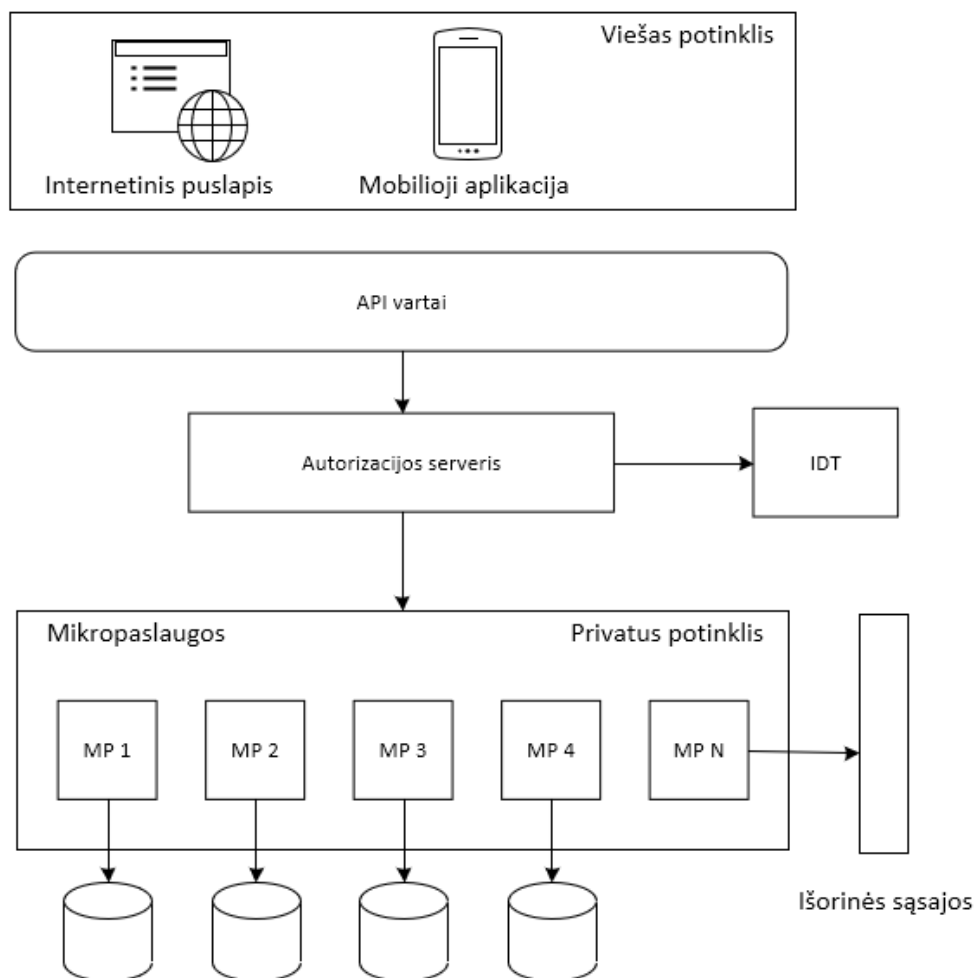 Viešas potinklis
Internetinis puslapis
Mobilioji aplikacija
API vartai
Autorizacijos serveris
IDT
Mikropaslaugos
Privatus potinklis
MP 1
MP 2
MP 3
MP 4
MP N
Išorinės sąsajos